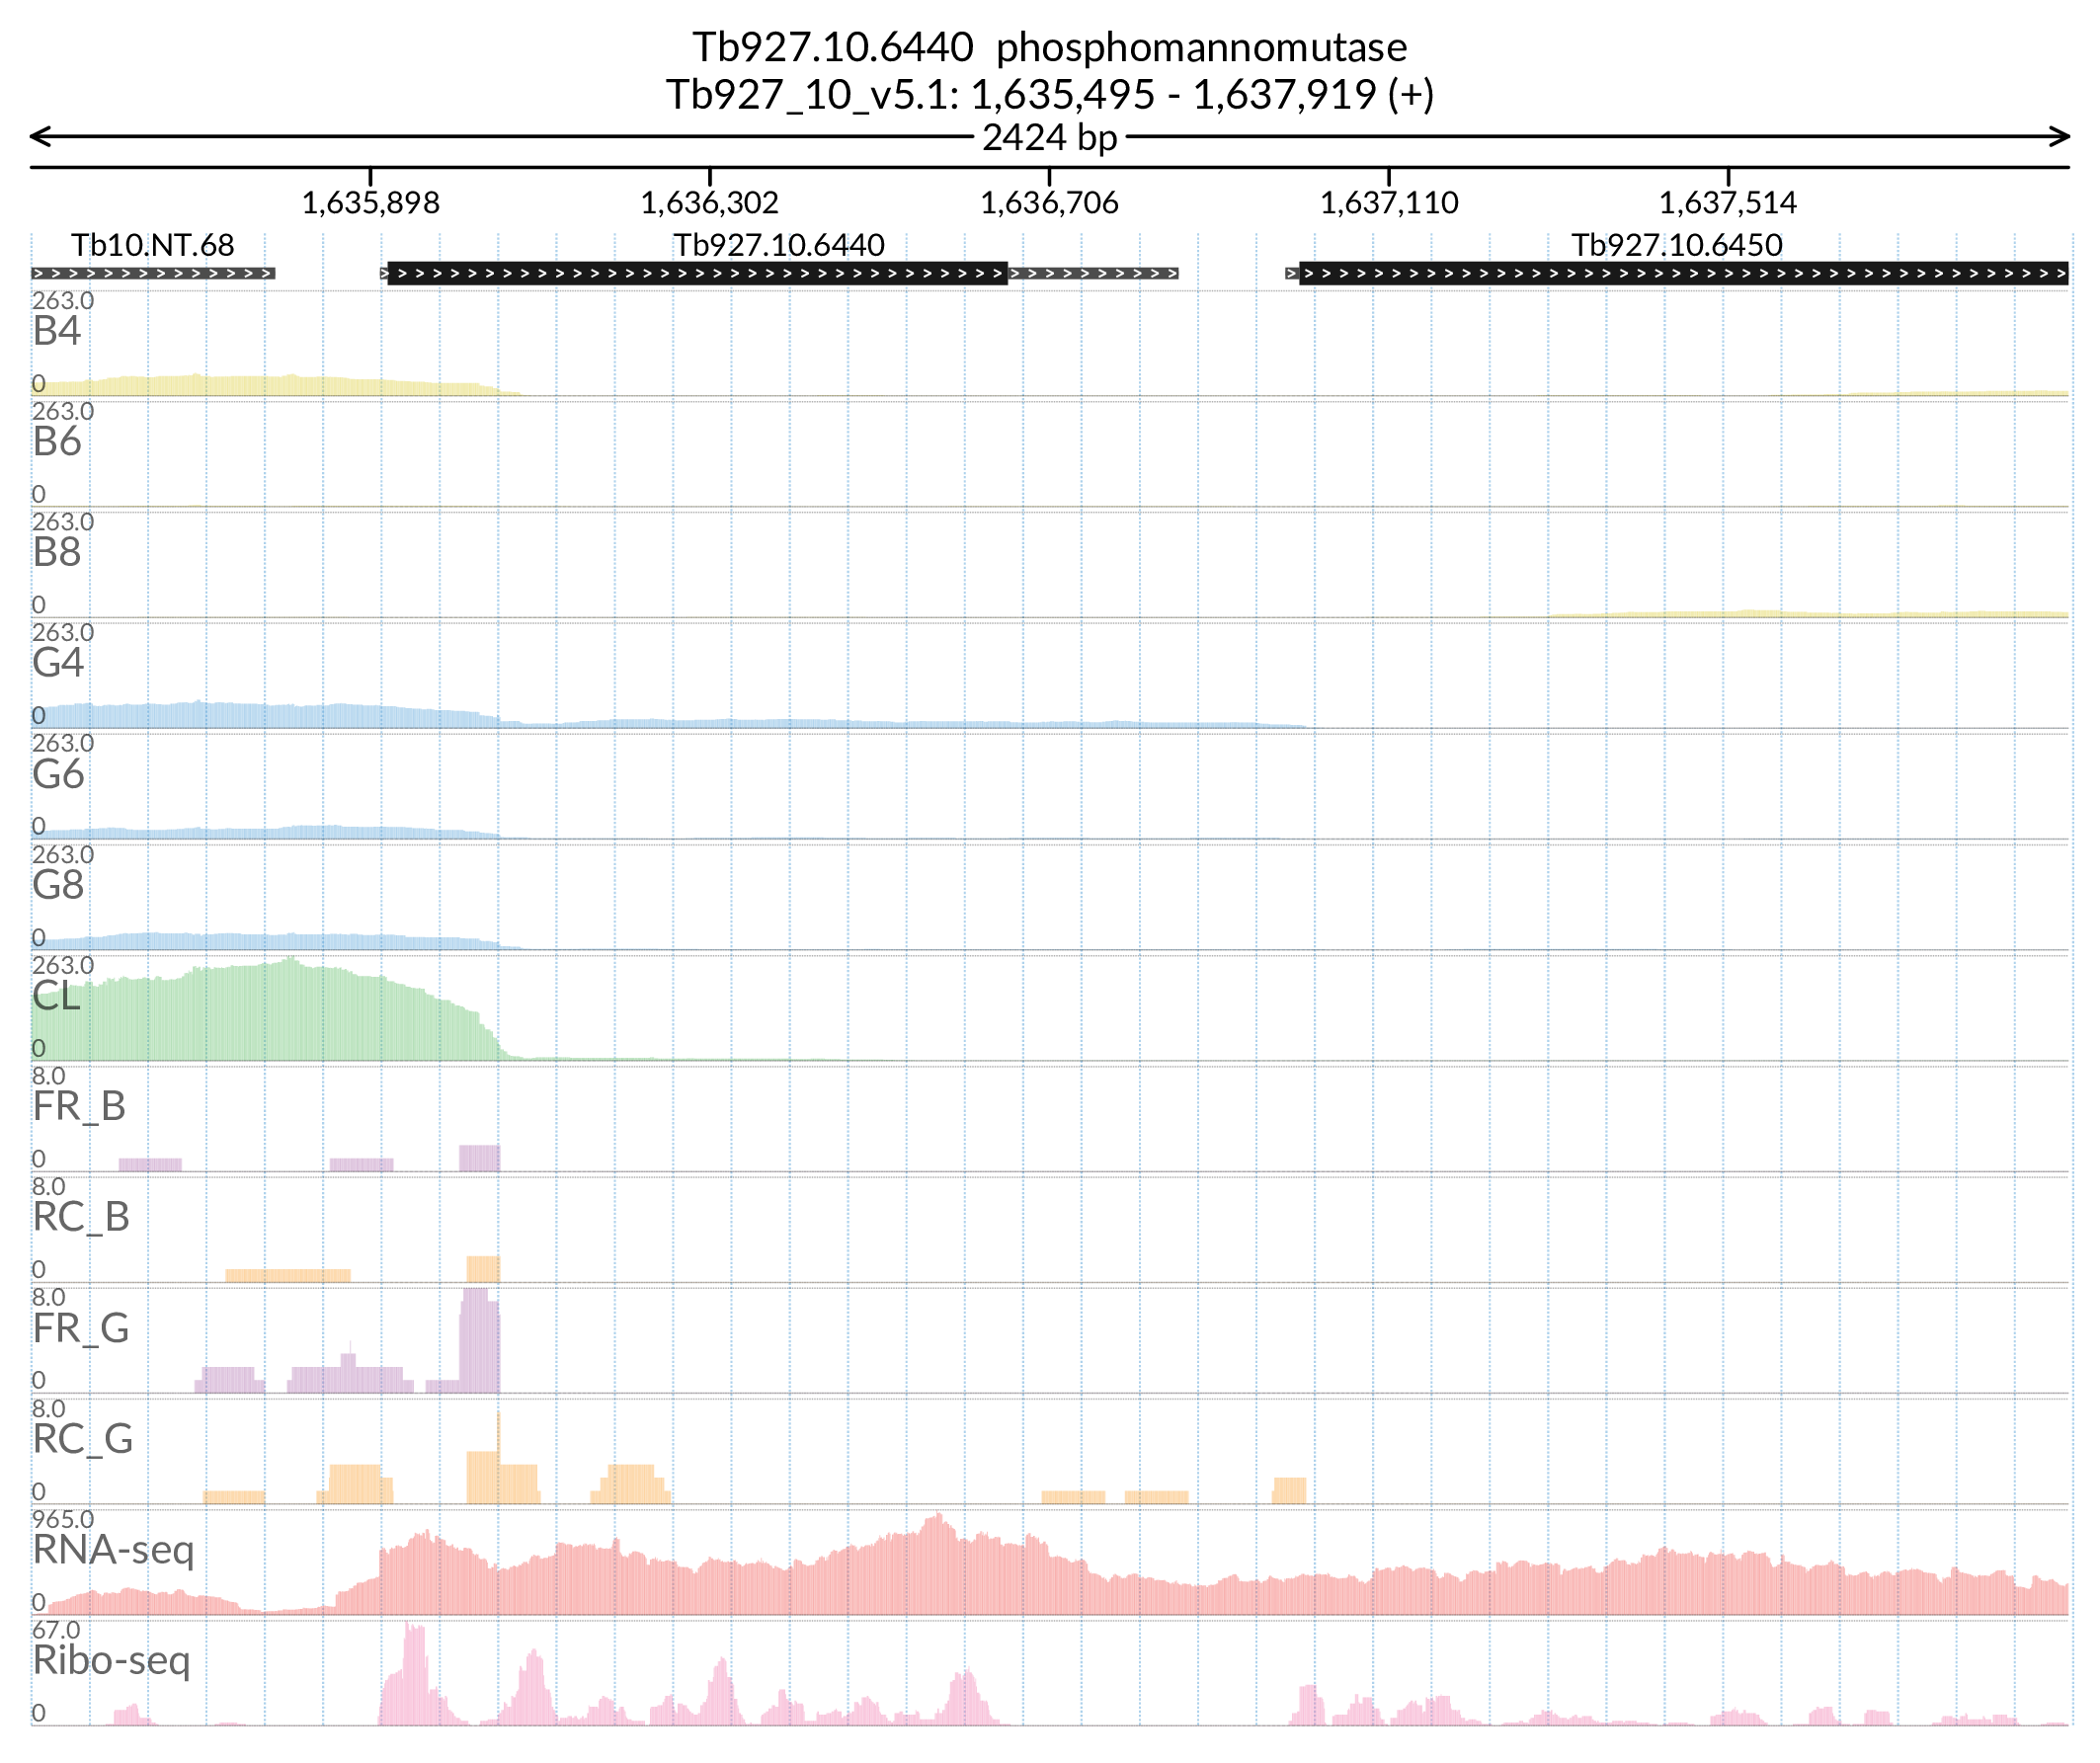 Tb927.10.6440 phosphomannomutase
Tb927_10_v5.1: 1,635,495 - 1,637,919 (+)
2424 bp
1,635,898 1,636,302 1,636,706 1,637,110 1,637,514
Tb10.NT.68 Tb927.10.6440 Tb927.10.6450
263.0
B4
0
263.0
B6
0
263.0
B8
0
263.0
G4
0
263.0
G6
0
263.0
G8
0
263.0
CL
0
8.0
FR_B
0
8.0
RC_B
0
8.0
FR_G
0
8.0
RC_G
0
965.0
RNA-seq
0
67.0
Ribo-seq
0